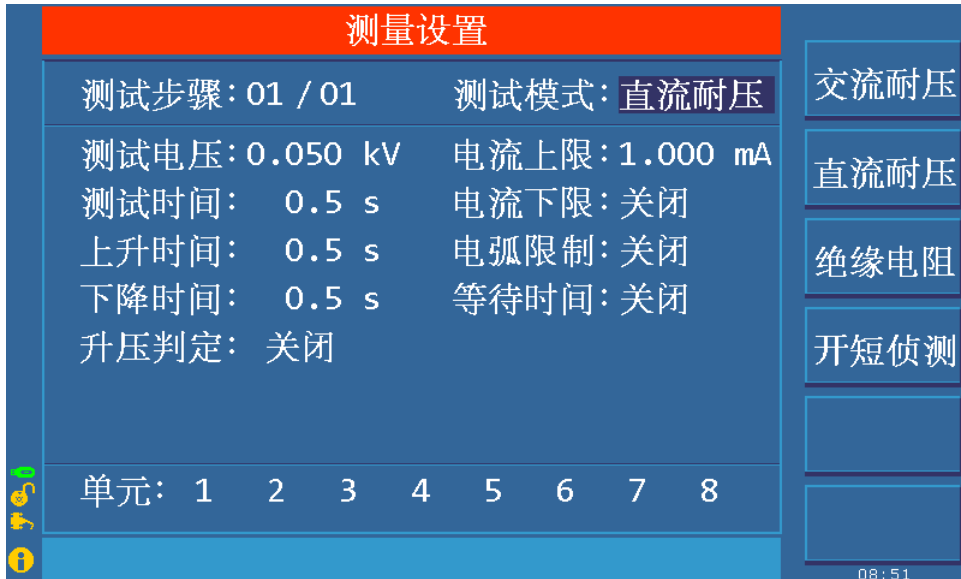 测量设置
测试步骤：01 / 01 测试模式：直流耐压
测试电压：0.050 kV 电流上限：1.000 mA
测试时间： 0.5 s 电流下限：关闭
上升时间： 0.5 s 电弧限制：关闭
下降时间： 0.5 s 等待时间：关闭
升压判定： 关闭
单元： 1 2 3 4 5 6 7 8
交流耐压
直流耐压
绝缘电阻
开短侦测
08:51